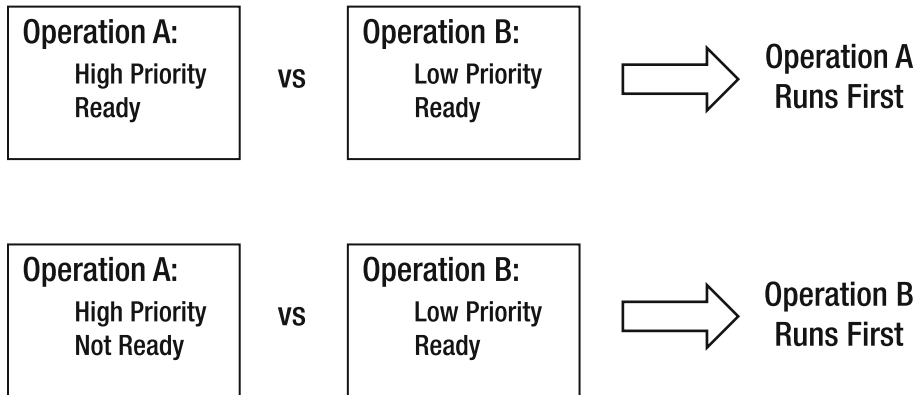 Operation A:
High Priority
Ready
vs
Operation B:
Low Priority
Ready
Operation A
Runs First
Operation A:
High Priority
Not Ready
vs
Operation B:
Low Priority
Ready
Operation B
Runs First